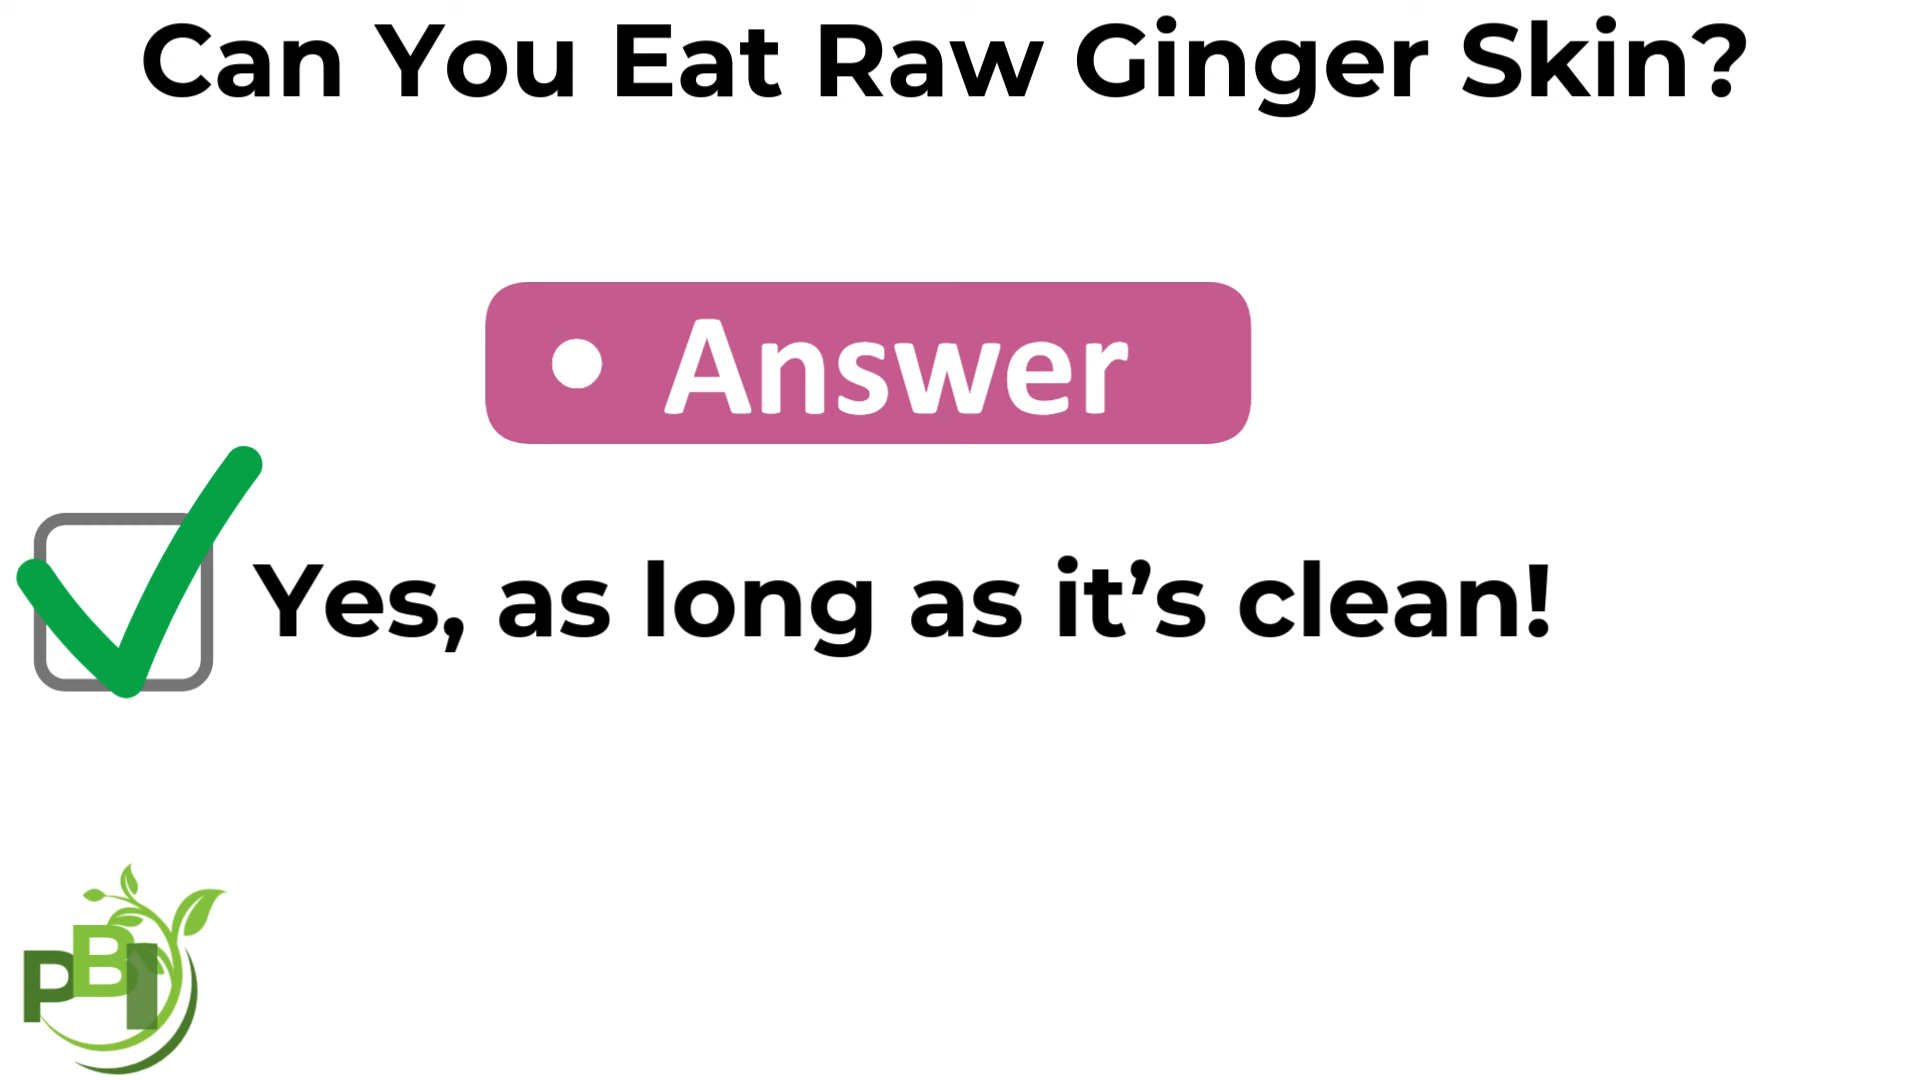 Can You Eat Raw Ginger Skin?
• Answer
Yes, as long as it’s clean!
PBI